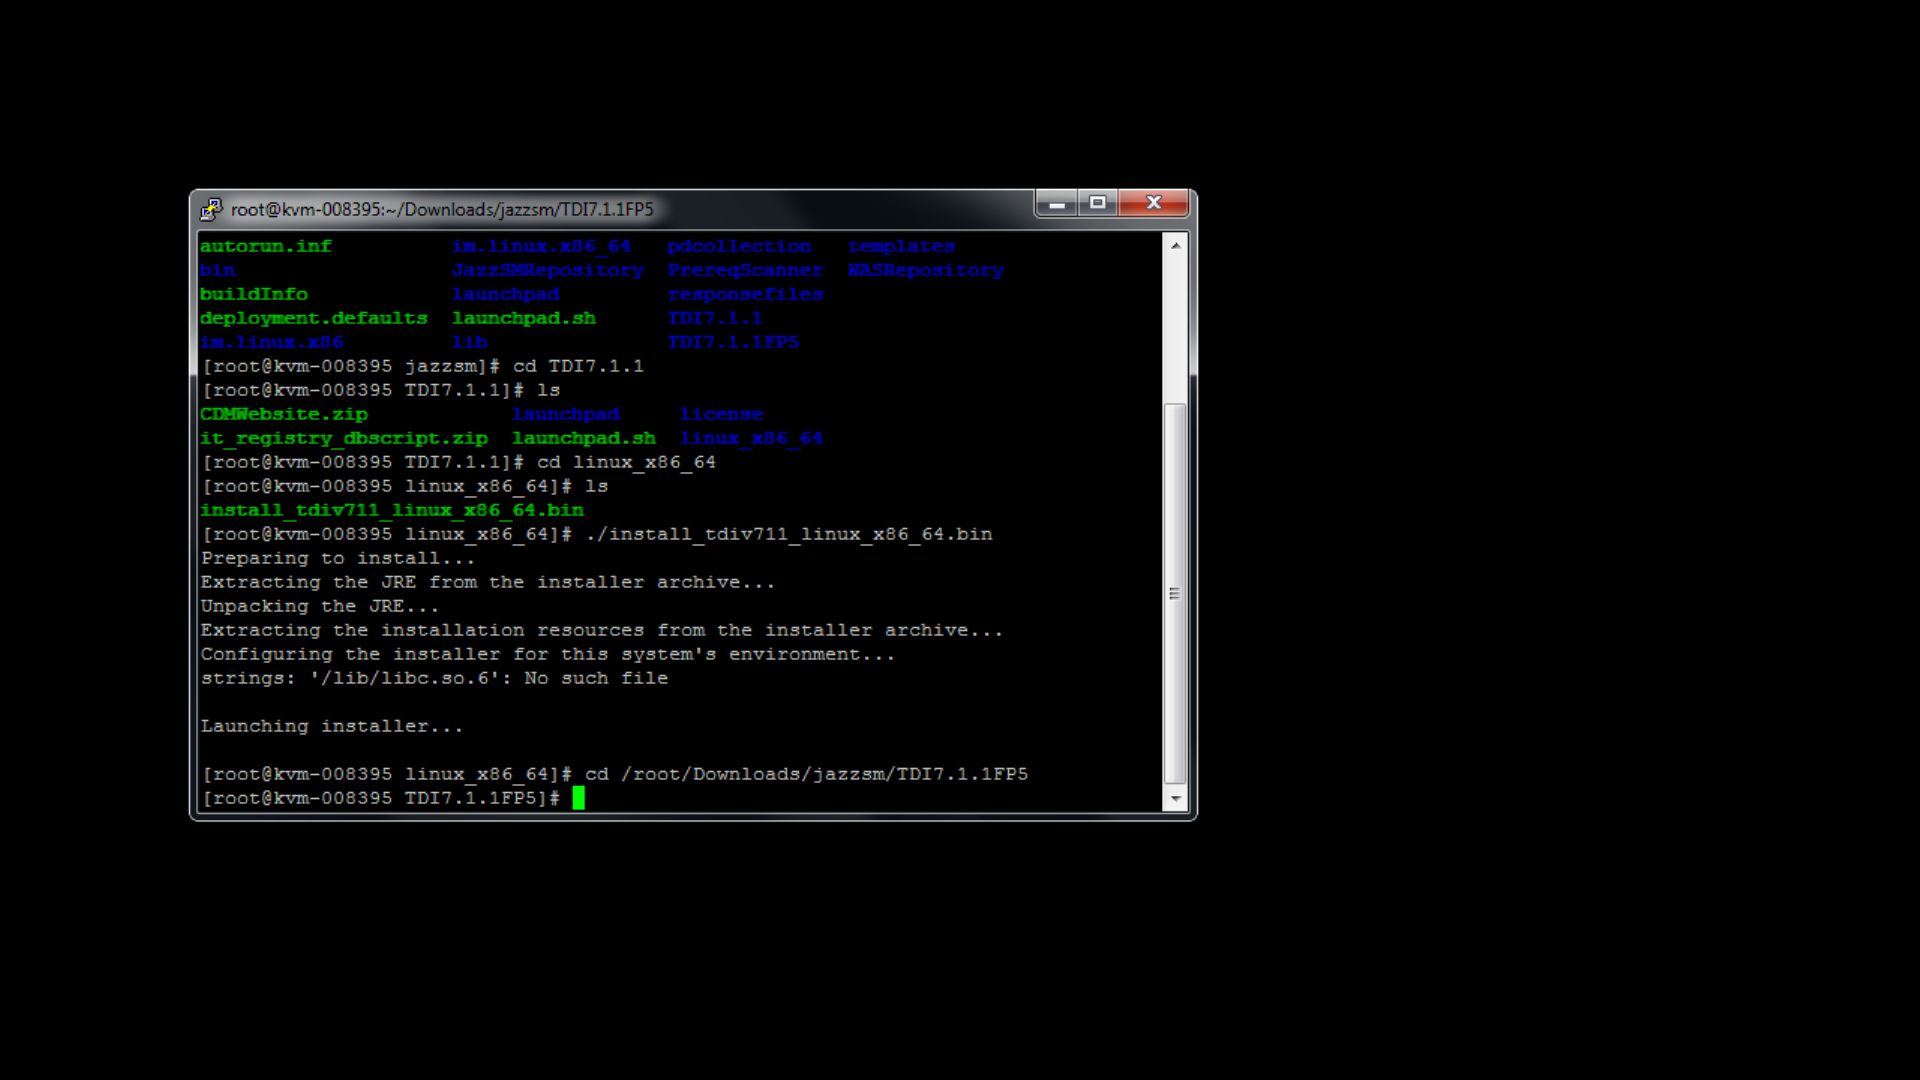 root@kvm-008395:~/Downloads/jazzsm/TDI7.1.1FP5
autorun.inf im.linux.x86_64 pdcollection templates
bin JazzSMRepository PrereqScanner WASRepository
buildInfo launchpad responsefiles
deployment.defaults launchpad.sh TDI7.1.1
im.linux.x86 lib TDI7.1.1FP5
[root@kvm-008395 jazzsm]# cd TDI7.1.1
[root@kvm-008395 TDI7.1.1]# ls
CDMWebsite.zip launchpad license
it_registry_dbscript.zip launchpad.sh linux_x86_64
[root@kvm-008395 TDI7.1.1]# cd linux_x86_64
[root@kvm-008395 linux_x86_64]# ls
install_tdiv711_linux_x86_64.bin
[root@kvm-008395 linux_x86_64]# ./install_tdiv711_linux_x86_64.bin
Preparing to install...
Extracting the JRE from the installer archive...
Unpacking the JRE...
Extracting the installation resources from the installer archive...
Configuring the installer for this system's environment...
strings: '/lib/libc.so.6': No such file
Launching installer...
[root@kvm-008395 linux_x86_64]# cd /root/Downloads/jazzsm/TDI7.1.1FP5
[root@kvm-008395 TDI7.1.1FP5]#